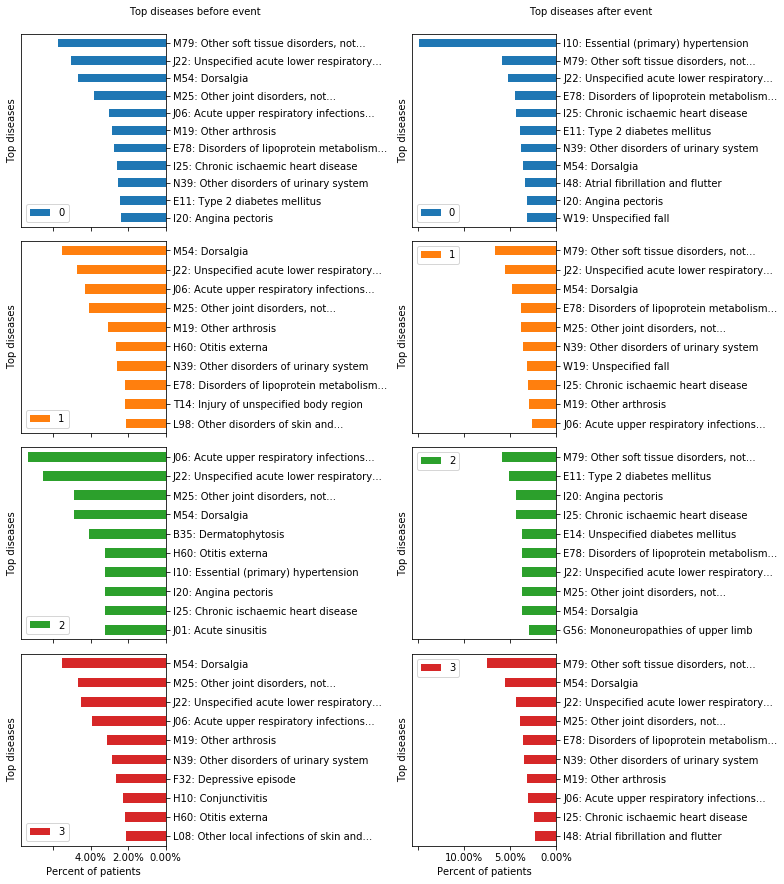 Top diseases before event
Top diseases
M79: Other soft tissue disorders, not...
J22: Unspecified acute lower respiratory...
M54: Dorsalgia
M25: Other joint disorders, not...
J06: Acute upper respiratory infections...
M19: Other arthrosis
E78: Disorders of lipoprotein metabolism...
I25: Chronic ischaemic heart disease
N39: Other disorders of urinary system
E11: Type 2 diabetes mellitus
I20: Angina pectoris
0
Top diseases
M54: Dorsalgia
J22: Unspecified acute lower respiratory...
J06: Acute upper respiratory infections...
M25: Other joint disorders, not...
M19: Other arthrosis
H60: Otitis externa
N39: Other disorders of urinary system
E78: Disorders of lipoprotein metabolism...
T14: Injury of unspecified body region
L98: Other disorders of skin and...
1
Top diseases
J06: Acute upper respiratory infections...
J22: Unspecified acute lower respiratory...
M25: Other joint disorders, not...
M54: Dorsalgia
B35: Dermatophytosis
H60: Otitis externa
I10: Essential (primary) hypertension
I20: Angina pectoris
I25: Chronic ischaemic heart disease
J01: Acute sinusitis
2
Top diseases
M54: Dorsalgia
M25: Other joint disorders, not...
J22: Unspecified acute lower respiratory...
J06: Acute upper respiratory infections...
M19: Other arthrosis
N39: Other disorders of urinary system
F32: Depressive episode
H10: Conjunctivitis
H60: Otitis externa
L08: Other local infections of skin and...
3
4.00% 2.00% 0.00%
Percent of patients
Top diseases after event
Top diseases
I10: Essential (primary) hypertension
M79: Other soft tissue disorders, not...
J22: Unspecified acute lower respiratory...
E78: Disorders of lipoprotein metabolism...
I25: Chronic ischaemic heart disease
E11: Type 2 diabetes mellitus
N39: Other disorders of urinary system
M54: Dorsalgia
I48: Atrial fibrillation and flutter
I20: Angina pectoris
W19: Unspecified fall
0
Top diseases
1
M79: Other soft tissue disorders, not...
J22: Unspecified acute lower respiratory...
M54: Dorsalgia
E78: Disorders of lipoprotein metabolism...
M25: Other joint disorders, not...
N39: Other disorders of urinary system
W19: Unspecified fall
I25: Chronic ischaemic heart disease
M19: Other arthrosis
J06: Acute upper respiratory infections...
Top diseases
2
M79: Other soft tissue disorders, not...
E11: Type 2 diabetes mellitus
I20: Angina pectoris
I25: Chronic ischaemic heart disease
E14: Unspecified diabetes mellitus
E78: Disorders of lipoprotein metabolism...
J22: Unspecified acute lower respiratory...
M25: Other joint disorders, not...
M54: Dorsalgia
G56: Mononeuropathies of upper limb
Top diseases
3
M79: Other soft tissue disorders, not...
M54: Dorsalgia
J22: Unspecified acute lower respiratory...
M25: Other joint disorders, not...
E78: Disorders of lipoprotein metabolism...
N39: Other disorders of urinary system
M19: Other arthrosis
J06: Acute upper respiratory infections...
I25: Chronic ischaemic heart disease
I48: Atrial fibrillation and flutter
10.00% 5.00% 0.00%
Percent of patients